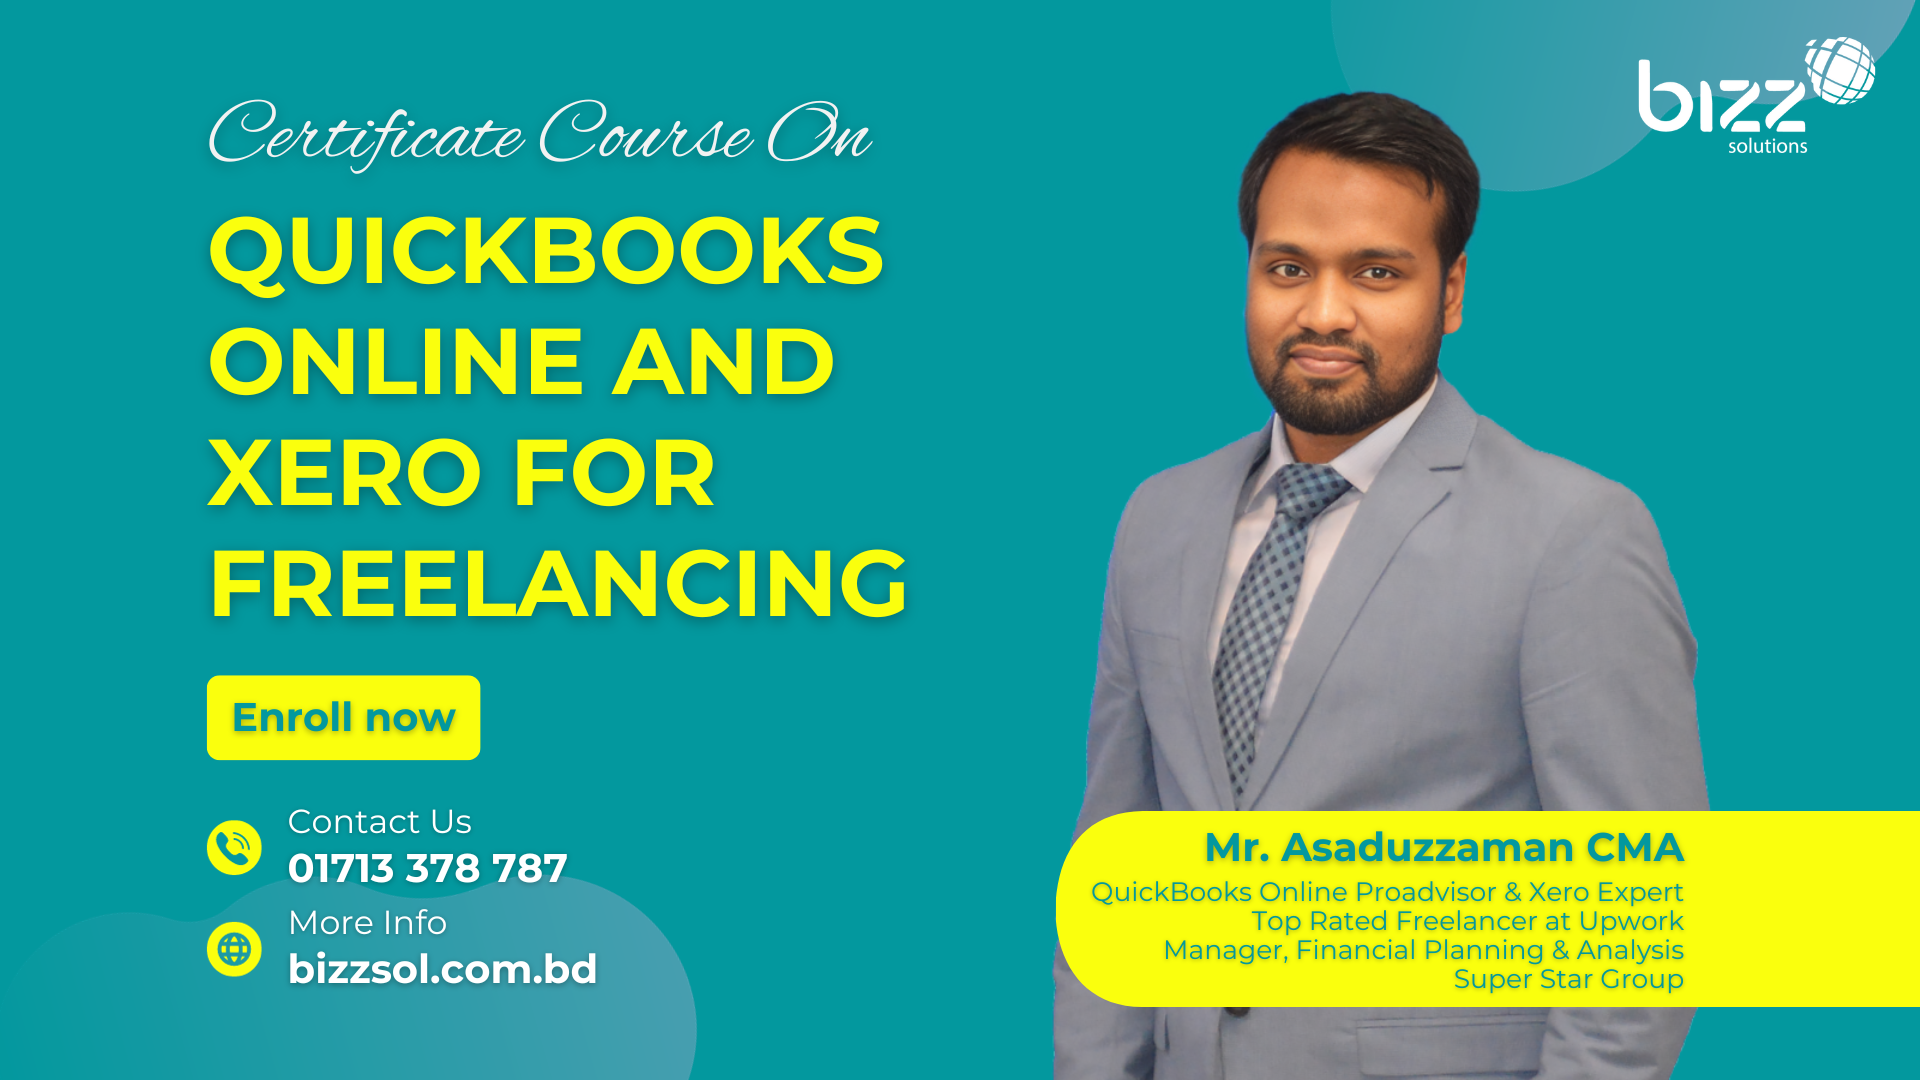 bizz
solutions
Certificate Course On
QUICKBOOKS
ONLINE AND
XERO FOR
FREELANCING
Enroll now
Contact Us
01713 378 787
More Info
bizzsol.com.bd
Mr. Asaduzzaman CMA
QuickBooks Online Proadvisor & Xero Expert
Top Rated Freelancer at Upwork
Manager, Financial Planning & Analysis
Super Star Group